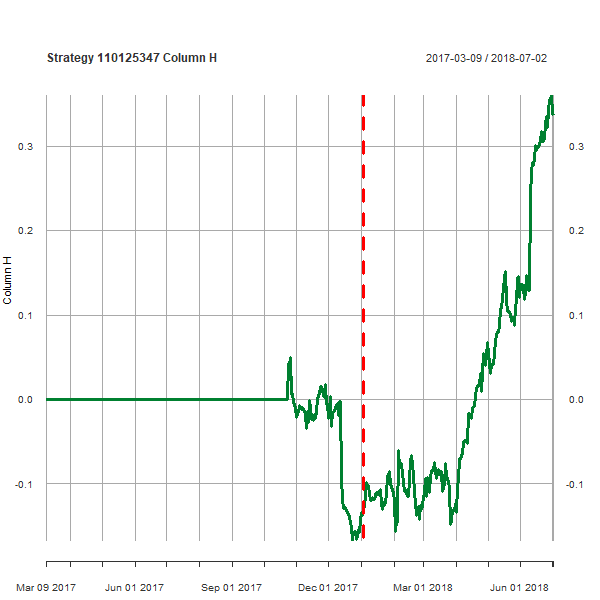 Strategy 110125347 Column H
2017-03-09 / 2018-07-02
0.3
0.2
0.1
0.0
-0.1
Column H
0.3
0.2
0.1
0.0
-0.1
Mar 09 2017
Jun 01 2017
Sep 01 2017
Dec 01 2017
Mar 01 2018
Jun 01 2018